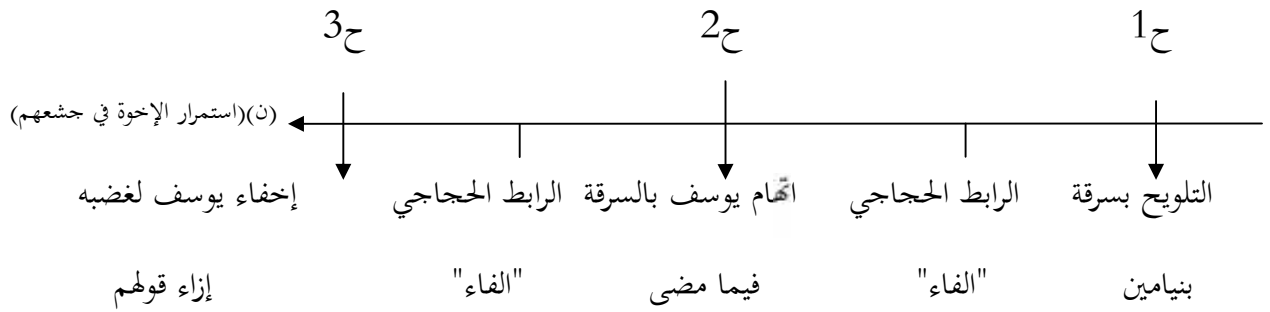 ح1 ح2 ح3
(ن)(استمرار الإخوة في جشعهم)
التلويح بسرقة الرابط الحجاجي اتهام يوسف بالسرقة الرابط الحجاجي إخفاء يوسف لغضبه
بنيامين "الفاء" فيما مضى "الفاء" إزاء قولهم